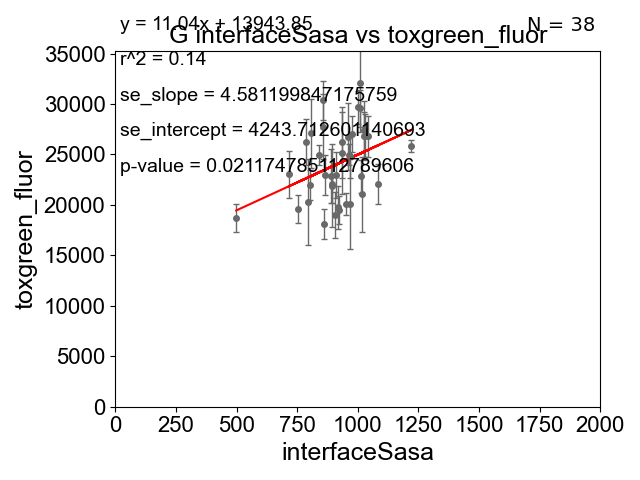 y = 11.04x + 13943.85
N = 38
G interfaceSasa vs toxgreen_fluor
r^2 = 0.14
se_slope = 4.581199847175759
se_intercept = 4243.712601140693
p-value = 0.021174785112789606
35000
30000
25000
20000
15000
10000
5000
0
toxgreen_fluor
0 250 500 750 1000 1250 1500 1750 2000
interfaceSasa